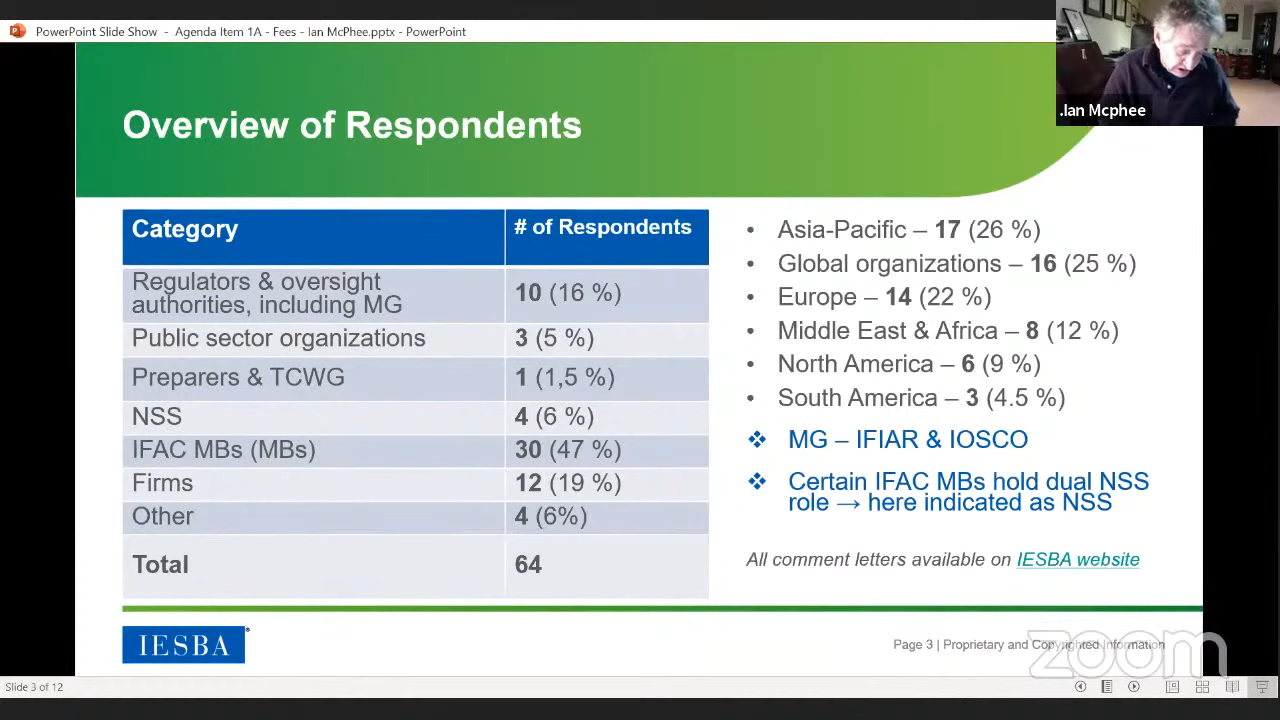 PowerPoint Slide Show - Agenda Item 1A - Fees - Ian McPhee.pptx - PowerPoint
.Ian Mcphee
Overview of Respondents
Category # of Respondents
Regulators & oversight
authorities, including MG 10 (16 %)
Public sector organizations 3 (5 %)
Preparers & TCWG 1 (1,5 %)
NSS 4 (6 %)
IFAC MBs (MBs) 30 (47 %)
Firms 12 (19 %)
Other 4 (6%)
Total 64
• Asia-Pacific – 17 (26 %)
• Global organizations – 16 (25 %)
• Europe – 14 (22 %)
• Middle East & Africa – 8 (12 %)
• North America – 6 (9 %)
• South America – 3 (4.5 %)
❖ MG – IFIAR & IOSCO
❖ Certain IFAC MBs hold dual NSS
role → here indicated as NSS
All comment letters available on IESBA website
IESBA
Page 3 | Proprietary and Copyrighted Information
zoom
Slide 3 of 12